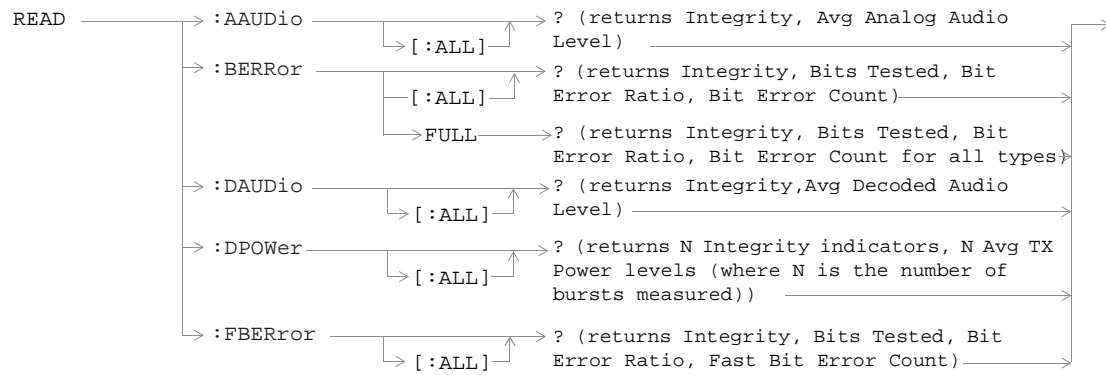 READ :AAUDio ? (returns Integrity, Avg Analog Audio
[:ALL] Level)
:BERRor ? (returns Integrity, Bits Tested, Bit
[:ALL] Error Ratio, Bit Error Count)
FULL ? (returns Integrity, Bits Tested, Bit
Error Ratio, Bit Error Count for all types)
:DAUDio ? (returns Integrity,Avg Decoded Audio
[:ALL] Level)
:DPOWer ? (returns N Integrity indicators, N Avg TX
[:ALL] Power levels (where N is the number of
bursts measured))
:FBERror ? (returns Integrity, Bits Tested, Bit
[:ALL] Error Ratio, Fast Bit Error Count)